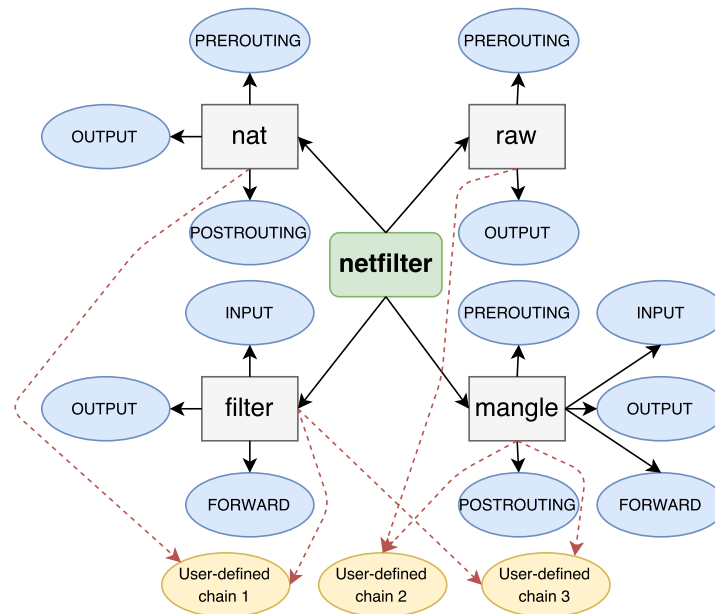 PREROUTING
PREROUTING
OUTPUT
nat
raw
POSTROUTING
OUTPUT
netfilter
INPUT
PREROUTING
INPUT
OUTPUT
filter
mangle
OUTPUT
FORWARD
POSTROUTING
FORWARD
User-defined
chain 1
User-defined
chain 2
User-defined
chain 3